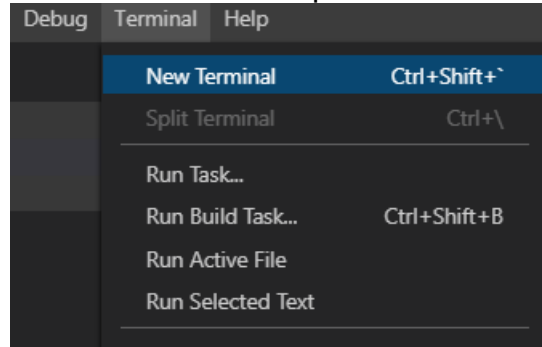 Debug Terminal Help
New Terminal Ctrl+Shift+`
Split Terminal Ctrl+\
Run Task...
Run Build Task... Ctrl+Shift+B
Run Active File
Run Selected Text